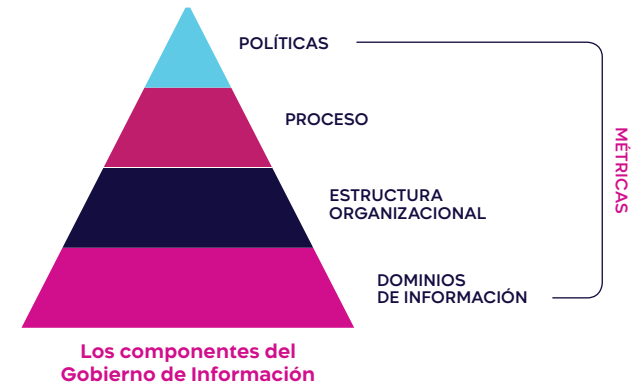 POLÍTICAS
PROCESO
ESTRUCTURA
ORGANIZACIONAL
DOMINIOS
DE INFORMACIÓN
MÉTRICAS
Los componentes del
Gobierno de Información